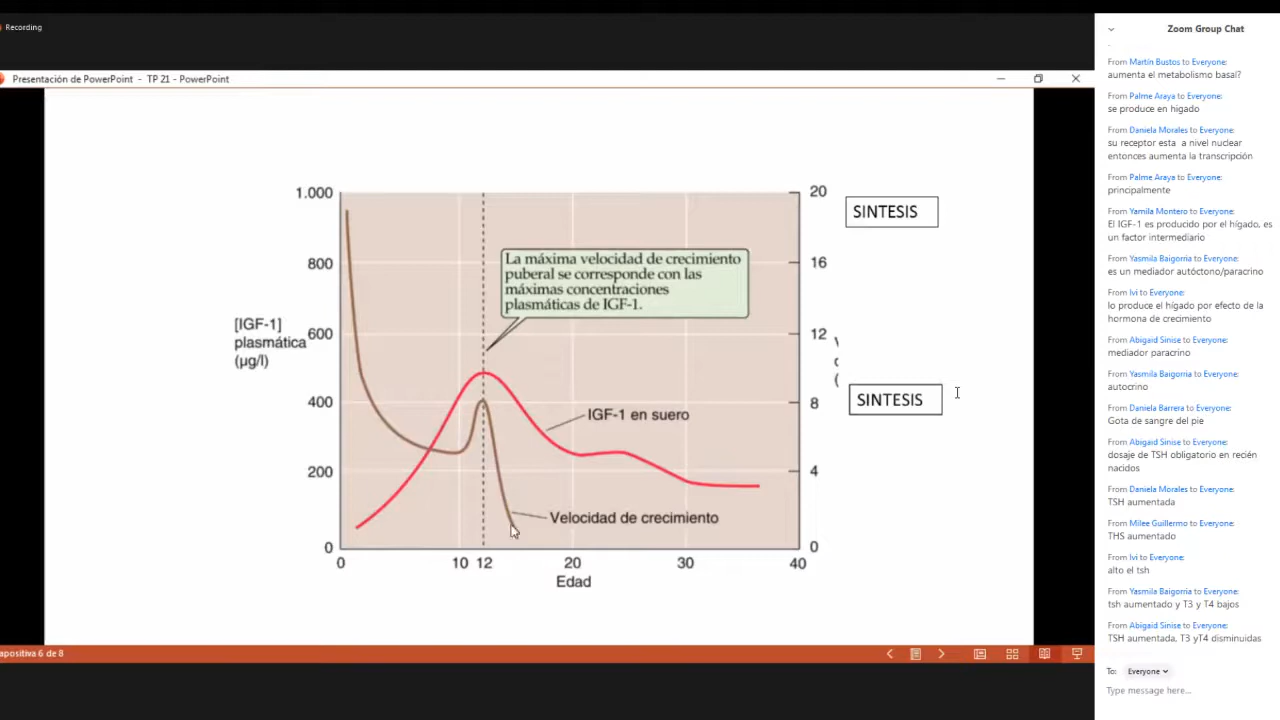 Recording
Presentación de PowerPoint - TP 21 - PowerPoint
1.000
800
600
400
200
0
[IGF-1]
plasmática
(µg/l)
La máxima velocidad de crecimiento
puberal se corresponde con las
máximas concentraciones
plasmáticas de IGF-1.
IGF-1 en suero
Velocidad de crecimiento
20
16
12
8
4
0
SINTESIS
SINTESIS
0
10 12
20
30
40
Edad
apositiva 6 de 8
Zoom Group Chat
From Martín Bustos to Everyone:
aumenta el metabolismo basal?
From Palme Araya to Everyone:
se produce en higado
From Daniela Morales to Everyone:
su receptor esta a nivel nuclear
entonces aumenta la transcripción
From Palme Araya to Everyone:
principalmente
From Yamila Montero to Everyone:
El IGF-1 es producido por el hígado, es
un factor intermediario
From Yasmila Baigorria to Everyone:
es un mediador autóctono/paracrino
From Ivi to Everyone:
lo produce el hígado por efecto de la
hormona de crecimiento
From Abigaid Sinise to Everyone:
mediador paracrino
From Yasmila Baigorria to Everyone:
autocrino
From Daniela Barrera to Everyone:
Gota de sangre del pie
From Abigaid Sinise to Everyone:
dosaje de TSH obligatorio en recién
nacidos
From Daniela Morales to Everyone:
TSH aumentada
From Milee Guillermo to Everyone:
THS aumentado
From Ivi to Everyone:
alto el tsh
From Yasmila Baigorria to Everyone:
tsh aumentado y T3 y T4 bajos
From Abigaid Sinise to Everyone:
TSH aumentada, T3 yT4 disminuidas
To: Everyone
Type message here...